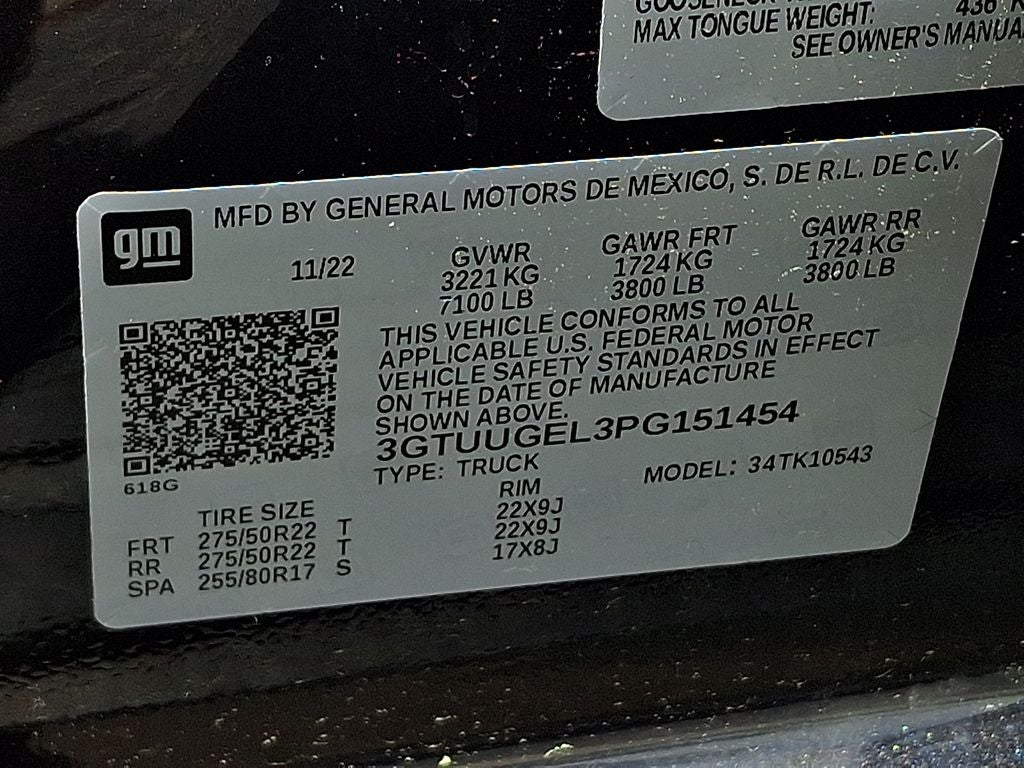 MAX TONGUE WEIGHT:
SEE OWNER'S MANUAL
gm
MFD BY GENERAL MOTORS DE MEXICO, S. DE R.L. DE C.V.
11/22 GVWR GAWR FRT GAWR RR
3221 KG 1724 KG 1724 KG
7100 LB 3800 LB 3800 LB
THIS VEHICLE CONFORMS TO ALL
APPLICABLE U.S. FEDERAL MOTOR
VEHICLE SAFETY STANDARDS IN EFFECT
ON THE DATE OF MANUFACTURE
SHOWN ABOVE.
3GTUUGEL3PG151454
TYPE: TRUCK MODEL: 34TK10543
618G
TIRE SIZE RIM
FRT 275/50R22 T 22X9J
RR 275/50R22 T 22X9J
SPA 255/80R17 S 17X8J